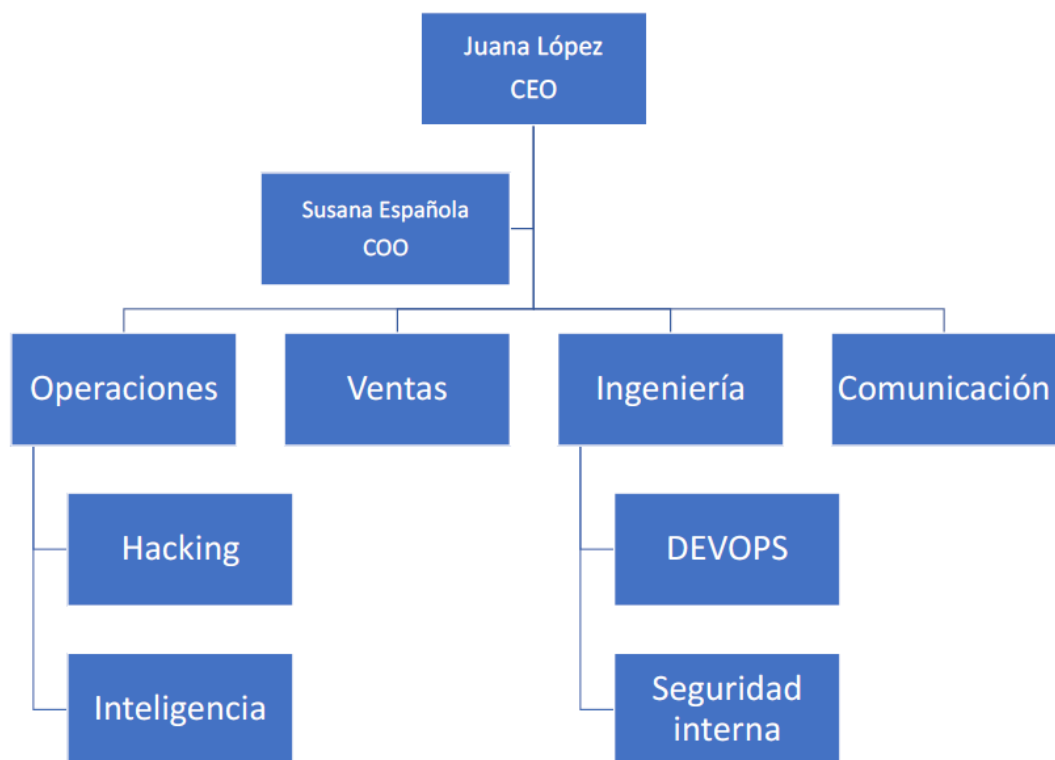 Juana López
CEO
Susana Española
COO
Operaciones
Ventas
Ingeniería
Comunicación
Hacking
DEVOPS
Inteligencia
Seguridad
interna